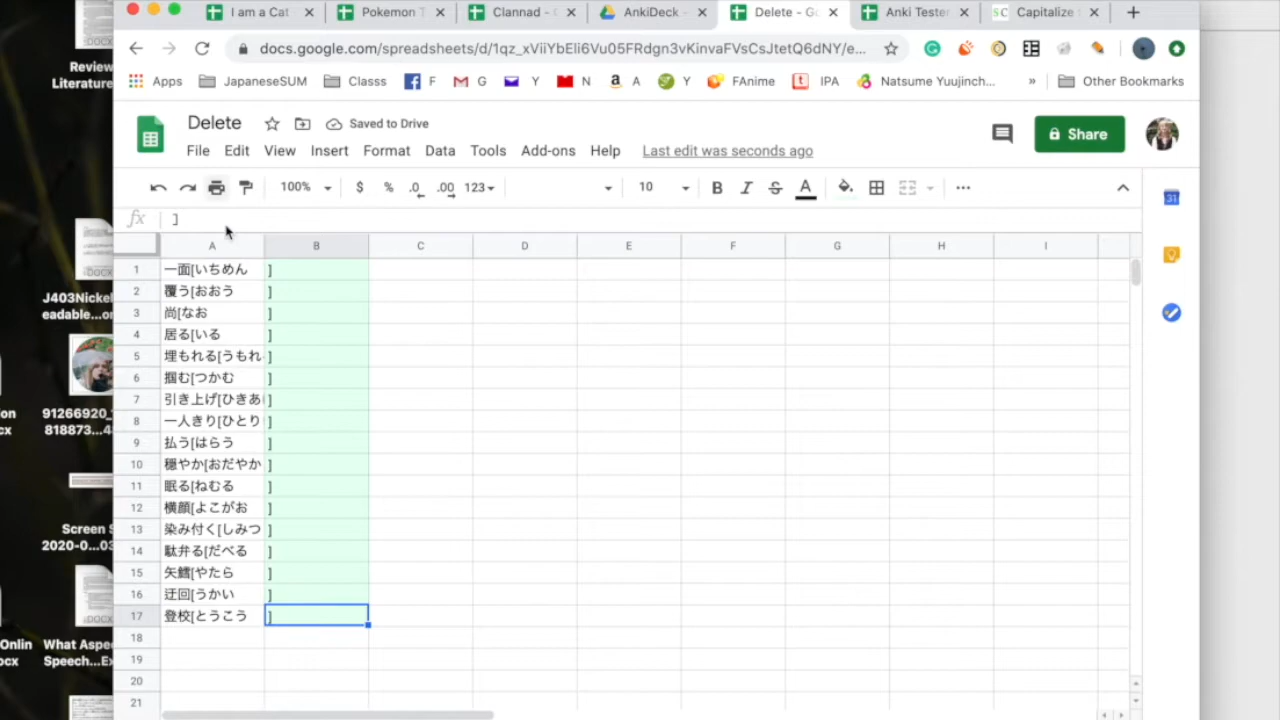 I am a Cat
Pokemon T
Clannad -
AnkiDeck
Delete - Go
Anki Tester
Capitalize
docs.google.com/spreadsheets/d/1qz_xViiYbEli6Vu05FRdgn3vKinvaFVsCsJtetQ6dNY/e...
Apps JapaneseSUM Classs F G N A Y FAnime IPA Natsume Yuujinch... » Other Bookmarks
Delete Saved to Drive
Share
File Edit View Insert Format Data Tools Add-ons Help Last edit was seconds ago
100% $ % .0 .00 123 10 B I S A ...
fx ]
A B C D E F G H I
1 一面[いちめん ]
2 覆う[おおう ]
3 尚[なお ]
4 居る[いる ]
5 埋もれる[うもれ ]
6 掴む[つかむ ]
7 引き上げ[ひきあ ]
8 一人きり[ひとり ]
9 払う[はらう ]
10 穏やか[おだやか ]
11 眠る[ねむる ]
12 横顔[よこがお ]
13 染み付く[しみつ ]
14 駄弁る[だべる ]
15 矢鱈[やたら ]
16 迂回[うかい ]
17 登校[とうこう ]
18
19
20
21
31
Review
Literature
DOCX
J403Nickel
eadable...o
91266920_
818873...4
Screen S
2020-0...03
DOCX
What Aspe
Speech...E
Onlin
ocx
on
cx